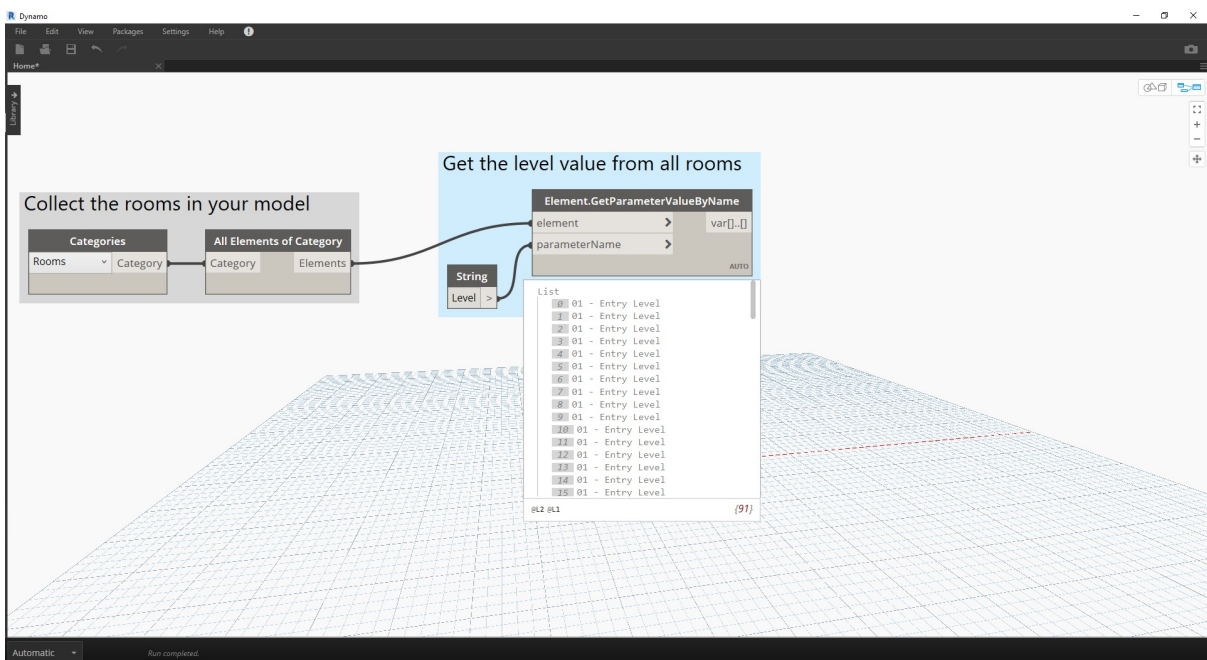 R Dynamo
File Edit View Packages Settings Help !
Home*
Library
Get the level value from all rooms
Collect the rooms in your model
Element.GetParameterValueByName
element > var[]..[]
parameterName >
AUTO
Categories
Rooms Category
All Elements of Category
Category Elements
String
Level >
List
0 01 - Entry Level
1 01 - Entry Level
2 01 - Entry Level
3 01 - Entry Level
4 01 - Entry Level
5 01 - Entry Level
6 01 - Entry Level
7 01 - Entry Level
8 01 - Entry Level
9 01 - Entry Level
10 01 - Entry Level
11 01 - Entry Level
12 01 - Entry Level
13 01 - Entry Level
14 01 - Entry Level
15 01 - Entry Level
@L2 @L1 {91}
Automatic Run completed.